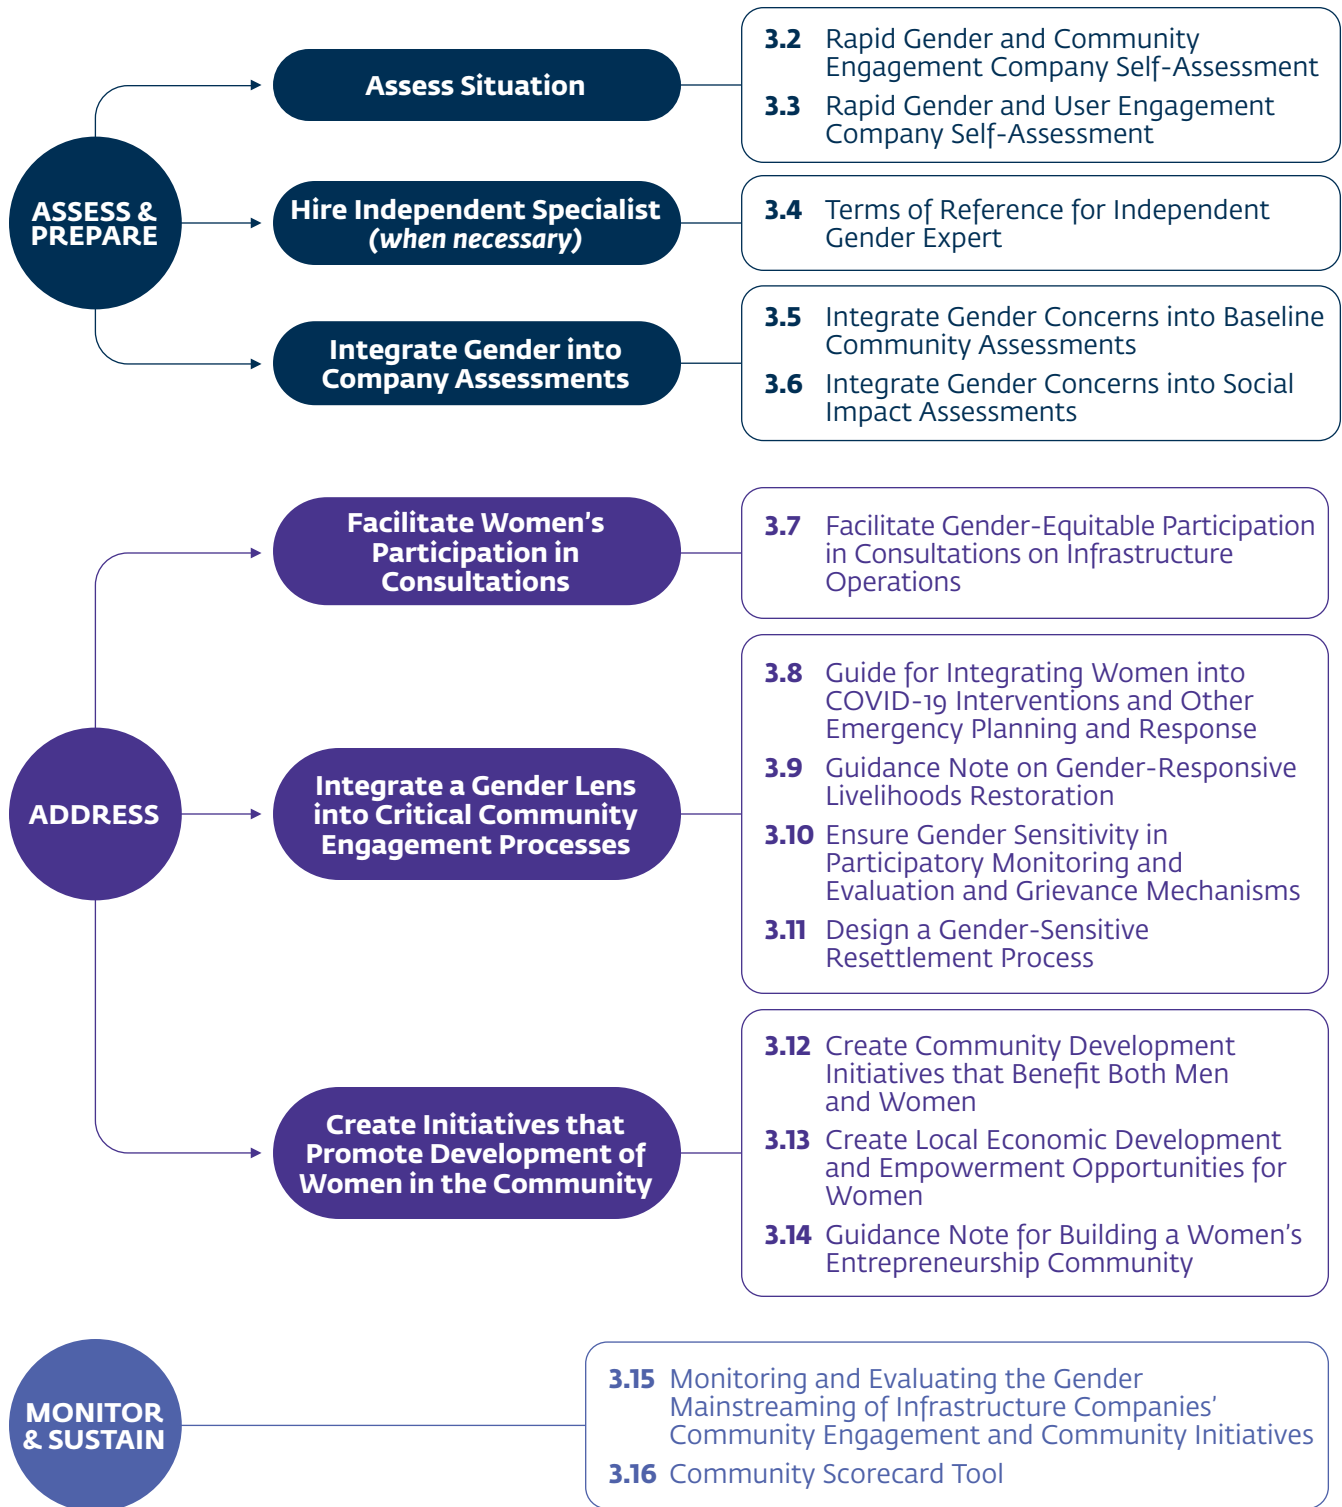 ASSESS &
PREPARE
Assess Situation
3.2 Rapid Gender and Community
Engagement Company Self-Assessment
3.3 Rapid Gender and User Engagement
Company Self-Assessment
Hire Independent Specialist
(when necessary)
3.4 Terms of Reference for Independent
Gender Expert
Integrate Gender into
Company Assessments
3.5 Integrate Gender Concerns into Baseline
Community Assessments
3.6 Integrate Gender Concerns into Social
Impact Assessments
ADDRESS
Facilitate Women's
Participation in
Consultations
3.7 Facilitate Gender-Equitable Participation
in Consultations on Infrastructure
Operations
Integrate a Gender Lens
into Critical Community
Engagement Processes
3.8 Guide for Integrating Women into
COVID-19 Interventions and Other
Emergency Planning and Response
3.9 Guidance Note on Gender-Responsive
Livelihoods Restoration
3.10 Ensure Gender Sensitivity in
Participatory Monitoring and
Evaluation and Grievance Mechanisms
3.11 Design a Gender-Sensitive
Resettlement Process
Create Initiatives that
Promote Development of
Women in the Community
3.12 Create Community Development
Initiatives that Benefit Both Men
and Women
3.13 Create Local Economic Development
and Empowerment Opportunities for
Women
3.14 Guidance Note for Building a Women's
Entrepreneurship Community
MONITOR
& SUSTAIN
3.15 Monitoring and Evaluating the Gender
Mainstreaming of Infrastructure Companies'
Community Engagement and Community Initiatives
3.16 Community Scorecard Tool